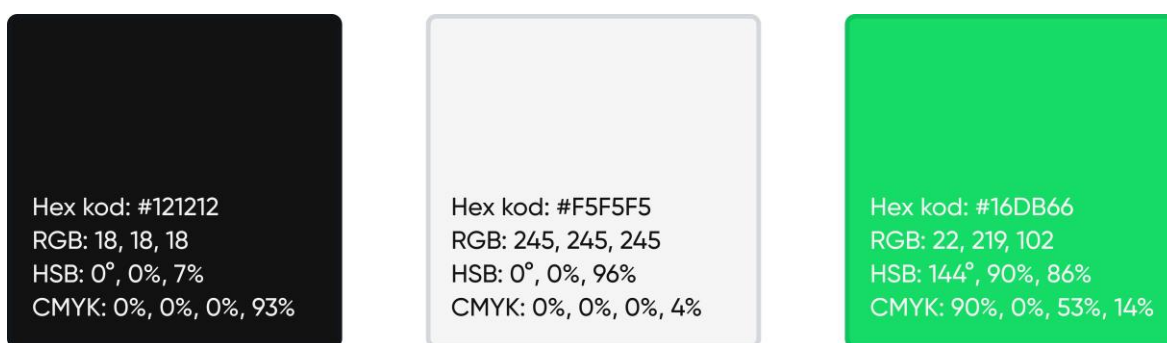 Hex kod: #121212
RGB: 18, 18, 18
HSB: 0°, 0%, 7%
CMYK: 0%, 0%, 0%, 93%
Hex kod: #F5F5F5
RGB: 245, 245, 245
HSB: 0°, 0%, 96%
CMYK: 0%, 0%, 0%, 4%
Hex kod: #16DB66
RGB: 22, 219, 102
HSB: 144°, 90%, 86%
CMYK: 90%, 0%, 53%, 14%